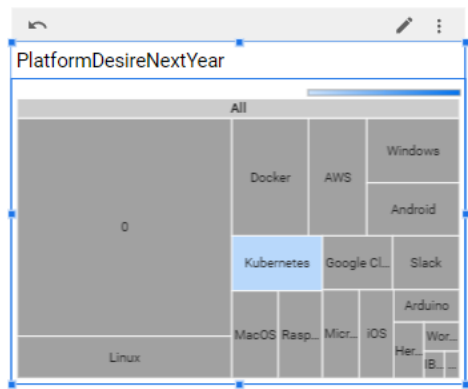 PlatformDesireNextYear
All
0
Linux
Docker
AWS
Windows
Android
Kubernetes
Google Cl...
Slack
MacOS
Rasp...
Micr...
iOS
Arduino
Her...
Wor...
IB...
...